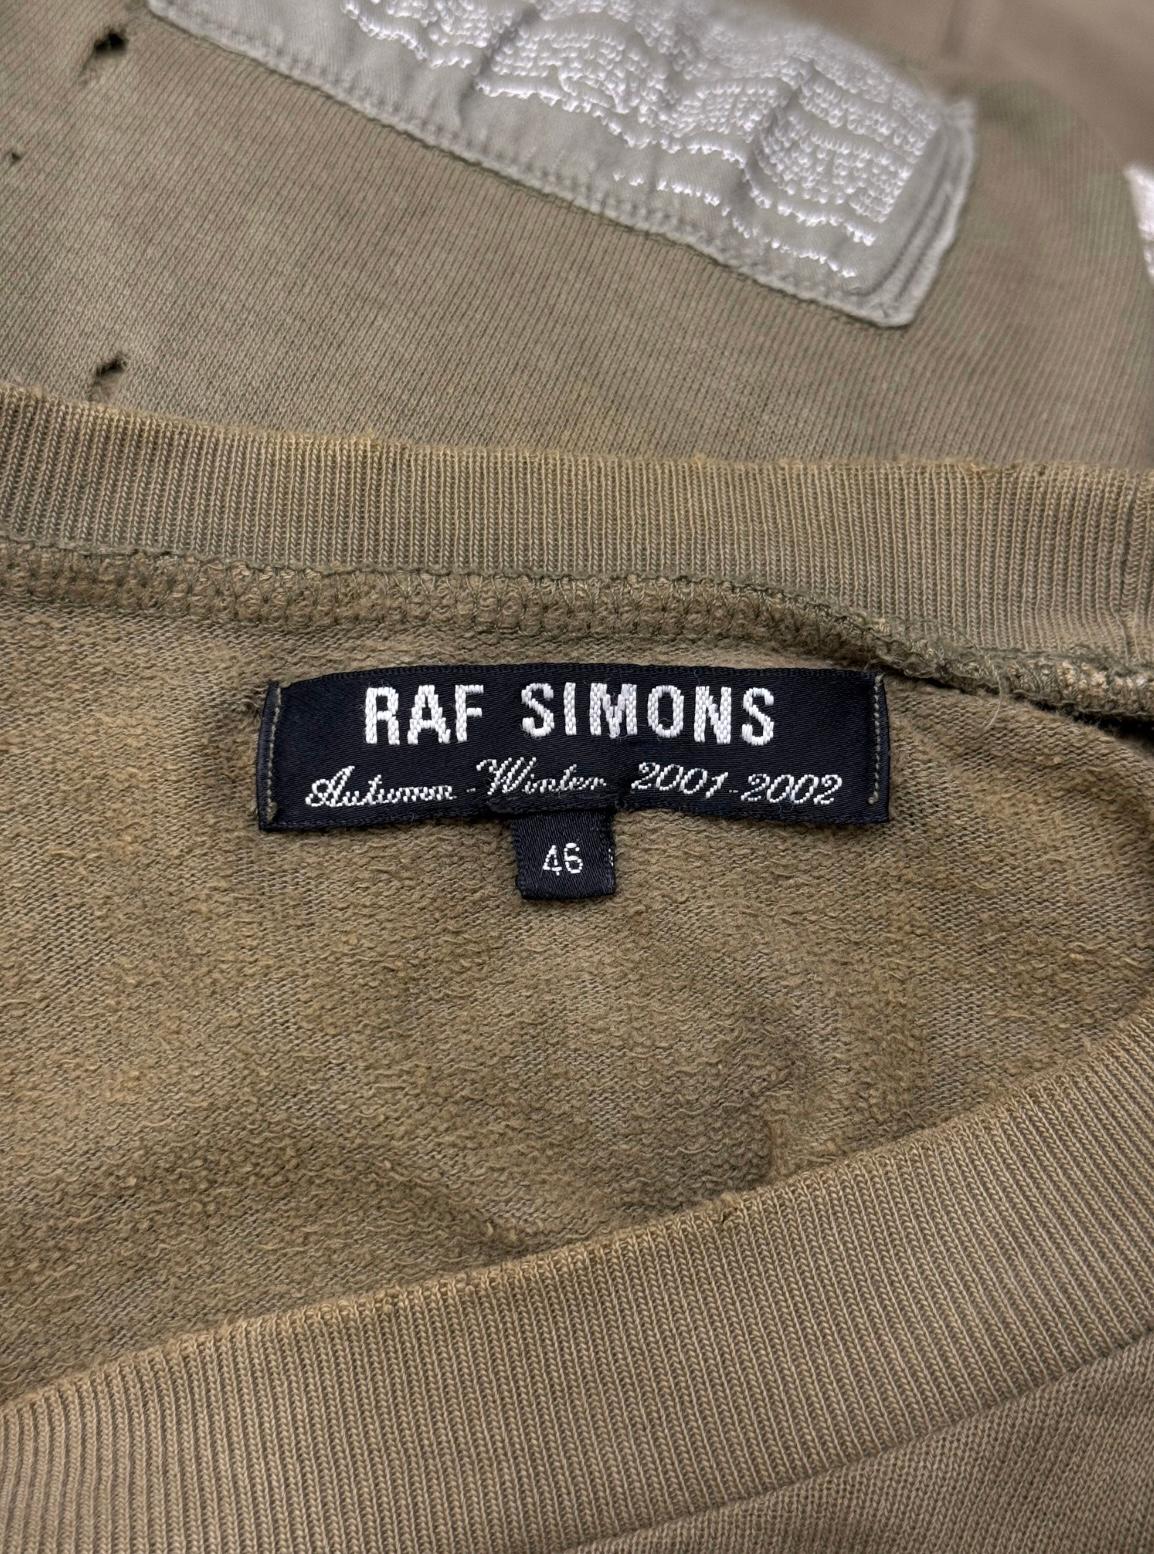 RAF SIMONS
Autumn - Winter 2001-2002
46